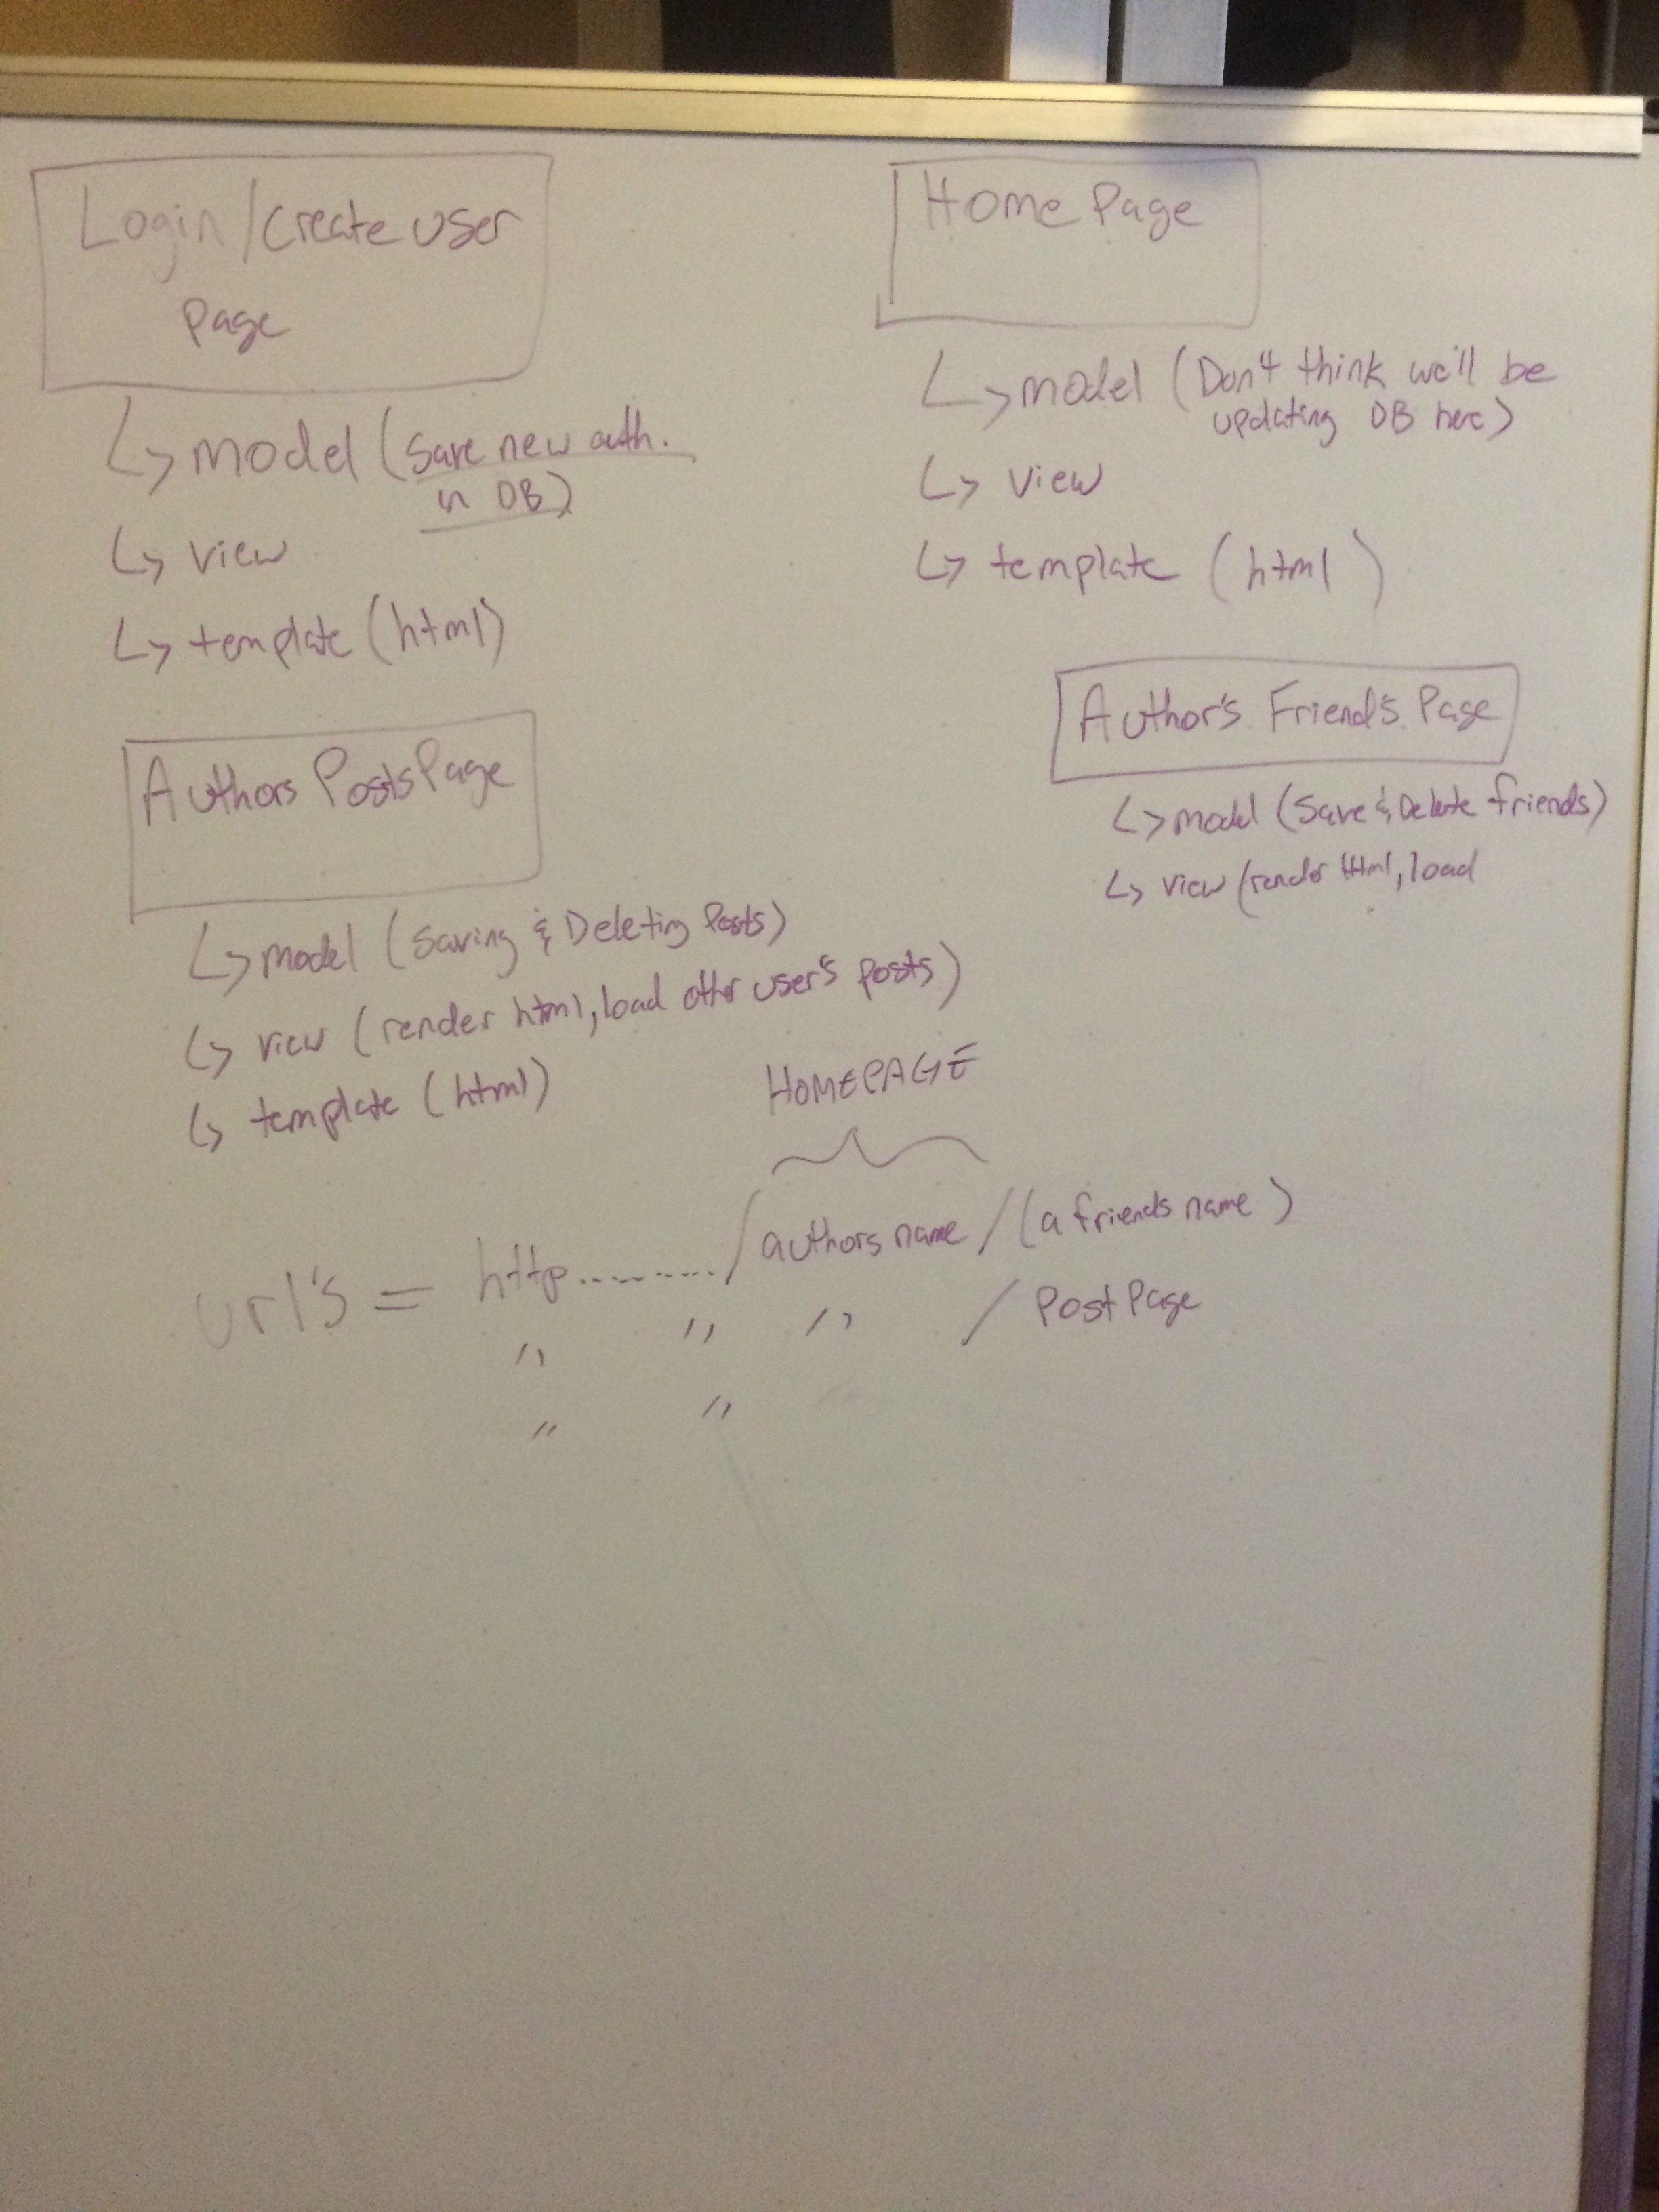 Login/Create User
Page
↳ model (Save new auth.
in DB)
↳ view
↳ template (html)
Home Page
↳ model (Don't think we'll be
updating DB here)
↳ view
↳ template (html)
Authors Posts Page
↳ model (Saving & Deleting Posts)
↳ view (render html, load other user's posts)
↳ template (html)
Author's Friend's Page
↳ model (Save & Delete friends)
↳ view (render html, load
HOMEPAGE
url's = http........./authors name/(a friends name)
" " " / Post Page
" "